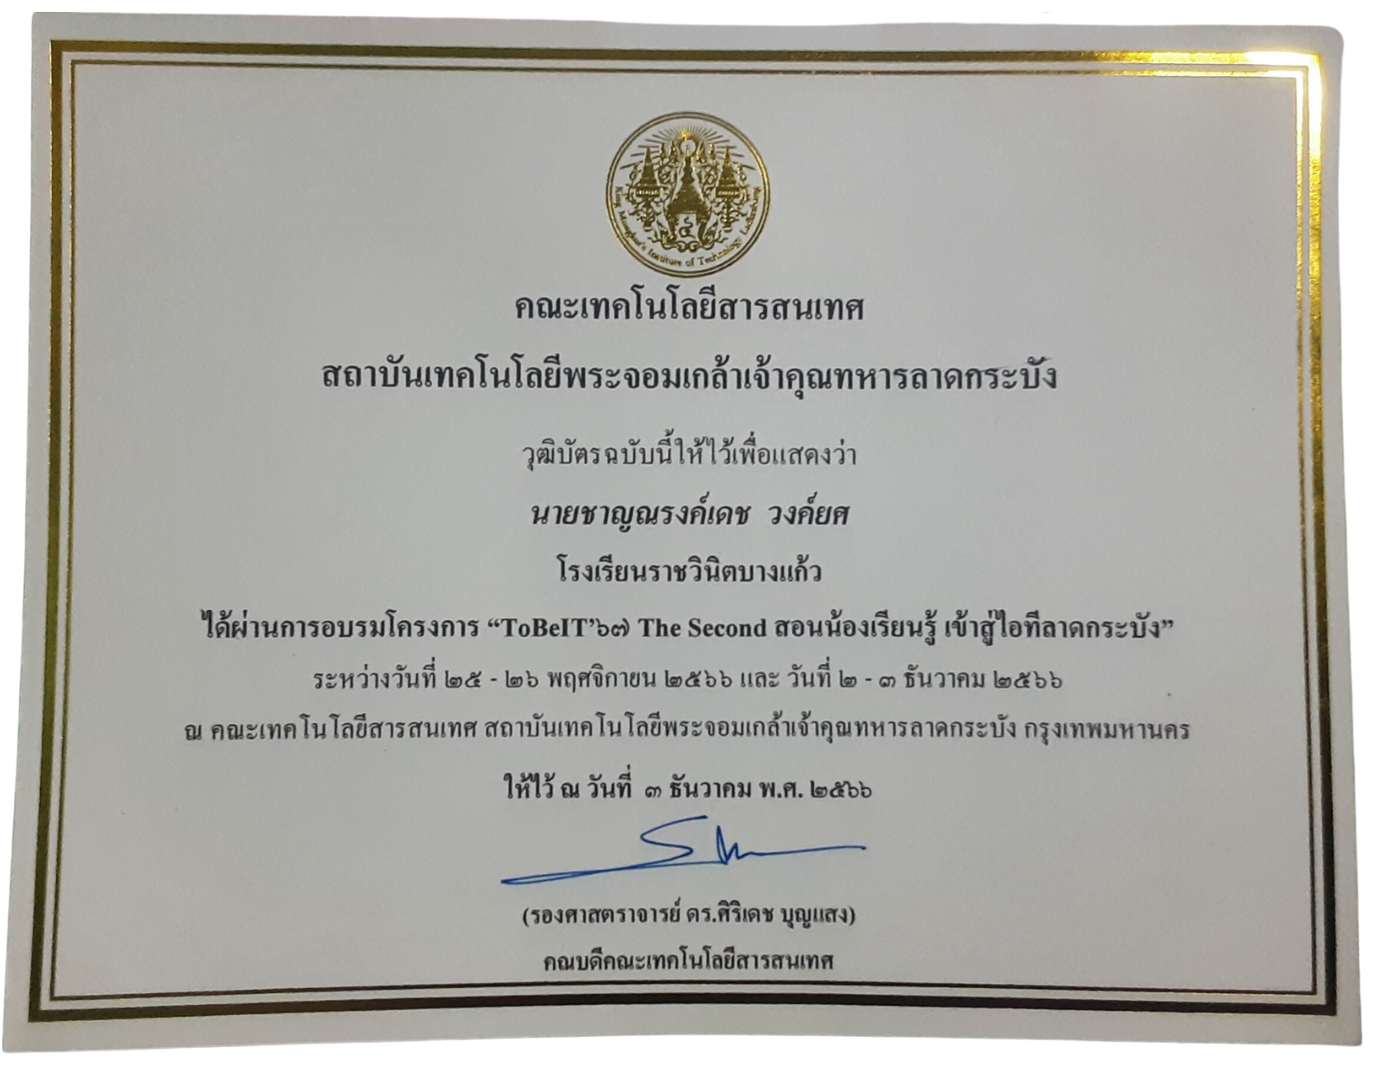 King Mongkut's Institute of Technology Ladkrabang
คณะเทคโนโลยีสารสนเทศ
สถาบันเทคโนโลยีพระจอมเกล้าเจ้าคุณทหารลาดกระบัง
วุฒิบัตรฉบับนี้ให้ไว้เพื่อแสดงว่า
นายชาญณรงค์เดช วงค์ยศ
โรงเรียนราชวินิตบางแก้ว
ได้ผ่านการอบรมโครงการ “ToBeIT’๖๗ The Second สอนน้องเรียนรู้ เข้าสู่ไอทีลาดกระบัง”
ระหว่างวันที่ ๒๕ - ๒๖ พฤศจิกายน ๒๕๖๖ และ วันที่ ๒ - ๓ ธันวาคม ๒๕๖๖
ณ คณะเทคโนโลยีสารสนเทศ สถาบันเทคโนโลยีพระจอมเกล้าเจ้าคุณทหารลาดกระบัง กรุงเทพมหานคร
ให้ไว้ ณ วันที่ ๓ ธันวาคม พ.ศ. ๒๕๖๖
(รองศาสตราจารย์ ดร.ศิริเดช บุญแสง)
คณบดีคณะเทคโนโลยีสารสนเทศ